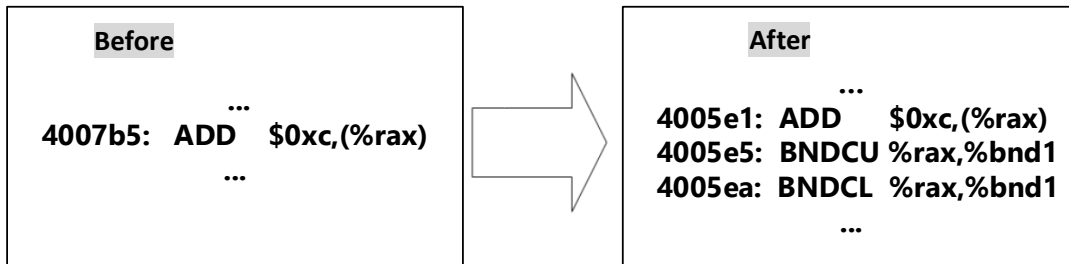 Before
...
4007b5: ADD $0xc,(%rax)
...
After
...
4005e1: ADD $0xc,(%rax)
4005e5: BNDCU %rax,%bnd1
4005ea: BNDCL %rax,%bnd1
...